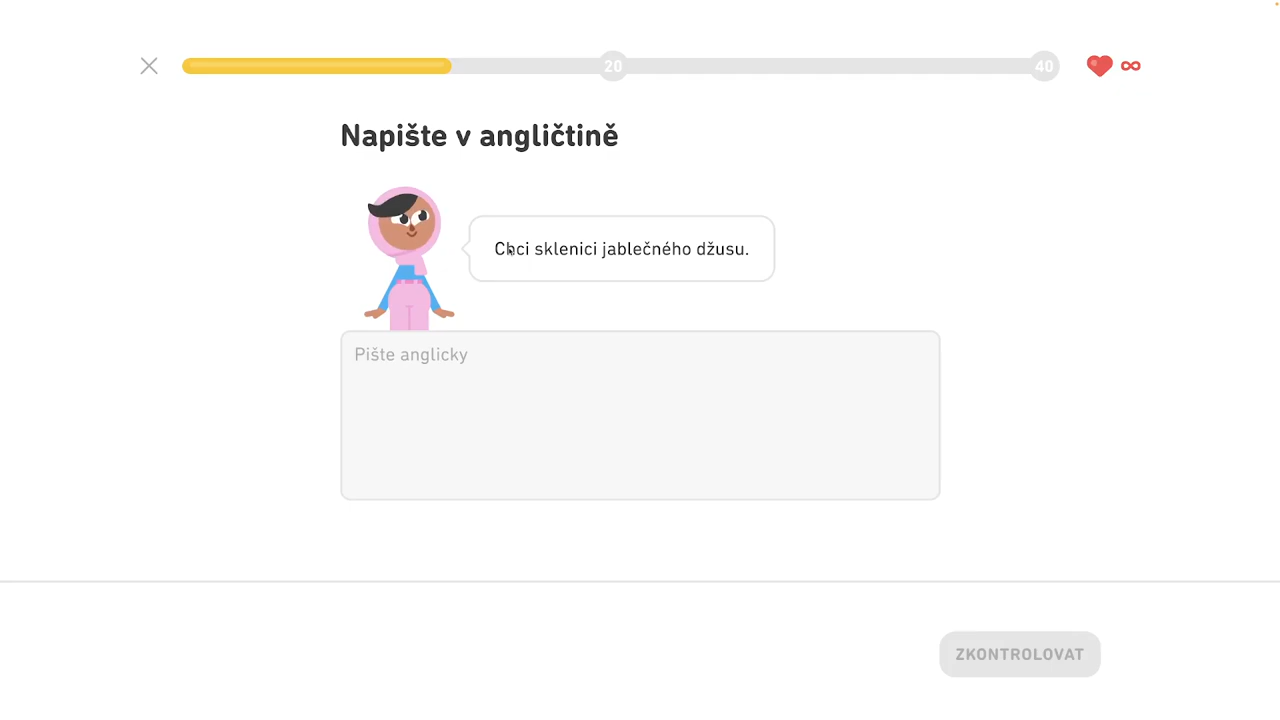 20
40
∞
Napište v angličtině
Chci sklenici jablečného džusu.
Pište anglicky
ZKONTROLOVAT